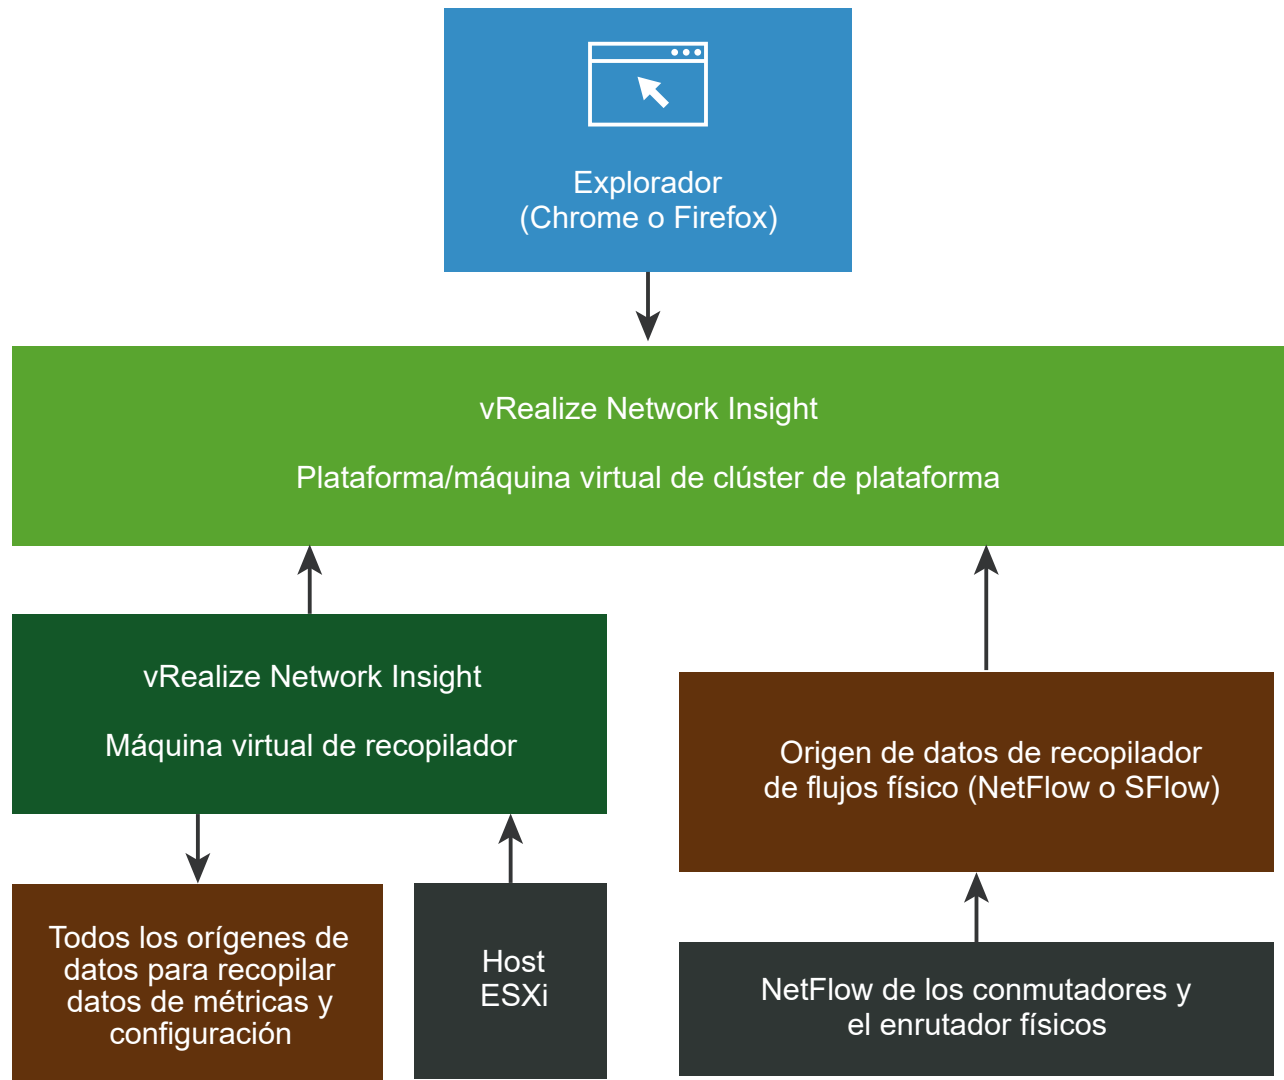 Explorador
(Chrome o Firefox)
vRealize Network Insight
Plataforma/máquina virtual de clúster de plataforma
vRealize Network Insight
Máquina virtual de recopilador
Origen de datos de recopilador
de flujos físico (NetFlow o SFlow)
Todos los orígenes de
datos para recopilar
datos de métricas y
configuración
Host
ESXi
NetFlow de los conmutadores y
el enrutador físicos